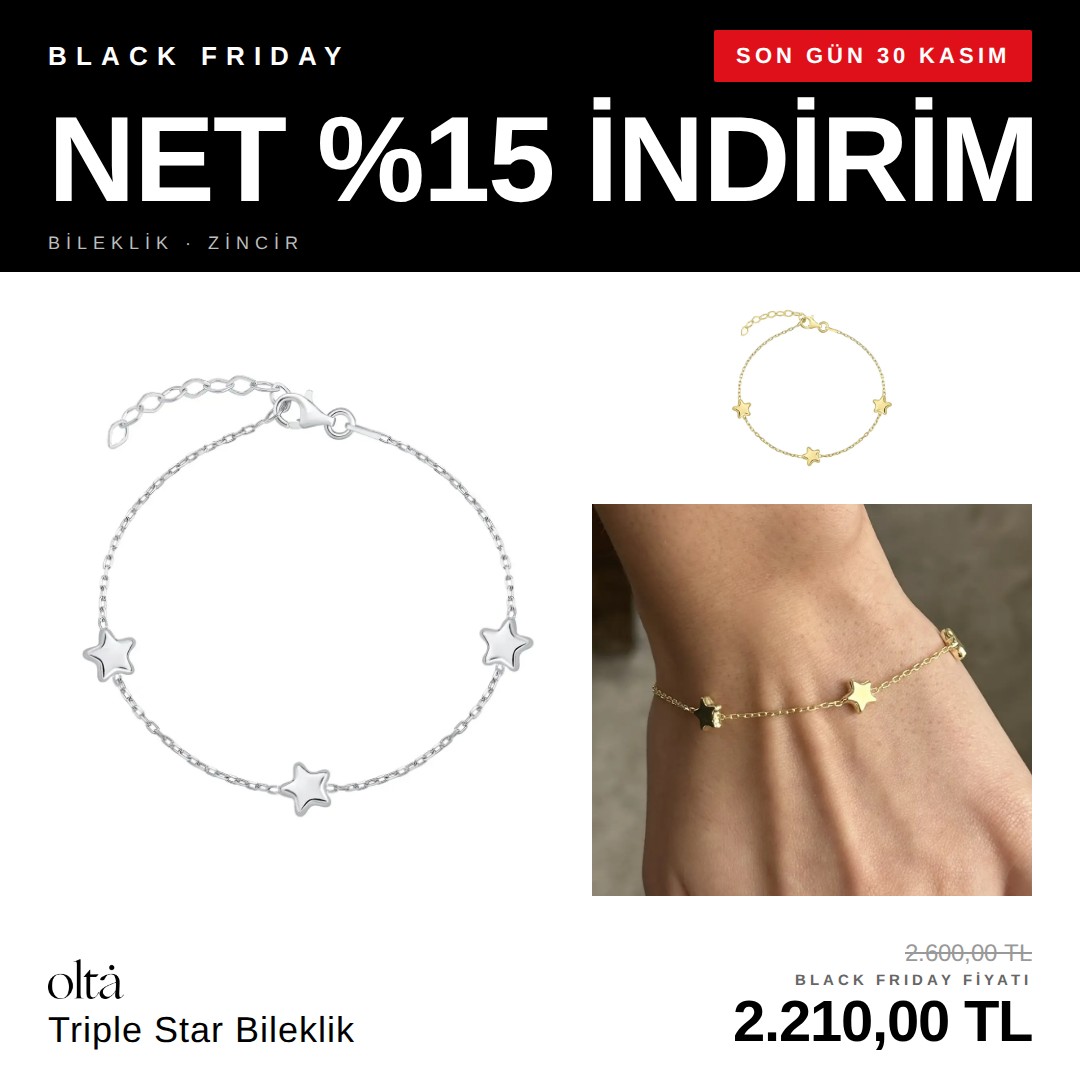 BLACK FRIDAY
SON GÜN 30 KASIM
NET %15 İNDİRİM
BİLEKLİK · ZİNCİR
olta
Triple Star Bileklik
2.600,00 TL
BLACK FRIDAY FİYATI
2.210,00 TL